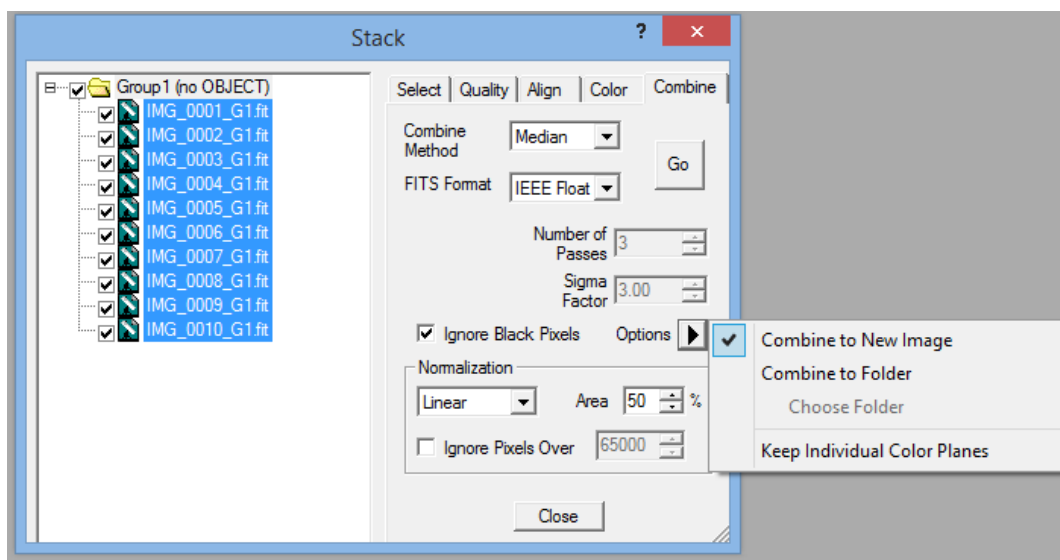 Stack
?
Group1 (no OBJECT)
IMG_0001_G1.fit
IMG_0002_G1.fit
IMG_0003_G1.fit
IMG_0004_G1.fit
IMG_0005_G1.fit
IMG_0006_G1.fit
IMG_0007_G1.fit
IMG_0008_G1.fit
IMG_0009_G1.fit
IMG_0010_G1.fit
Select Quality Align Color Combine
Combine
Method
Median
Go
FITS Format IEEE Float
Number of
Passes
3
Sigma
Factor
3.00
Ignore Black Pixels Options
Combine to New Image
Combine to Folder
Choose Folder
Keep Individual Color Planes
Normalization
Linear Area 50 %
Ignore Pixels Over 65000
Close